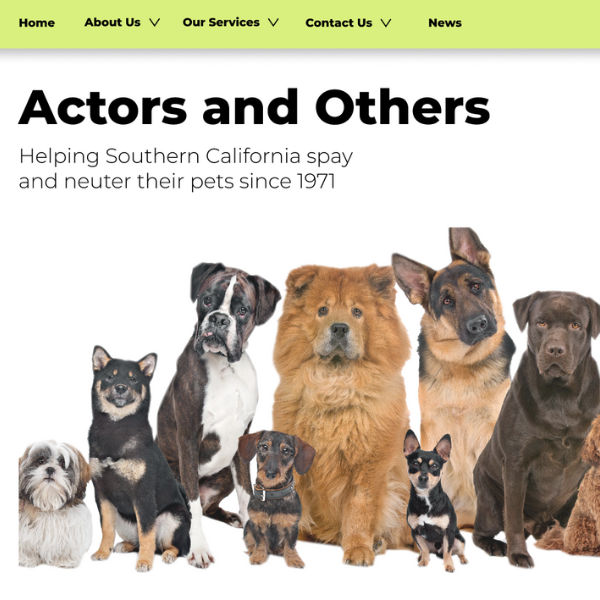 Home About Us Our Services Contact Us News
Actors and Others
Helping Southern California spay
and neuter their pets since 1971